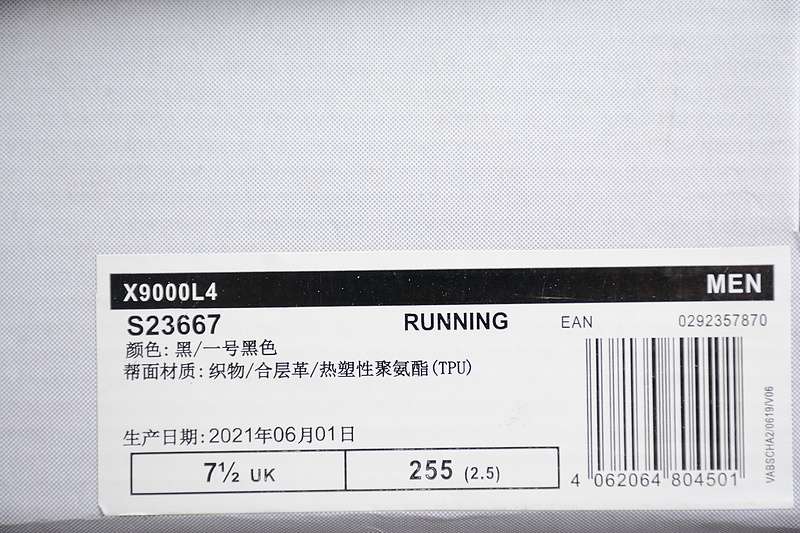 X9000L4 MEN
S23667 RUNNING EAN 0292357870
颜色: 黑/一号黑色
帮面材质: 织物/合层革/热塑性聚氨酯(TPU)
生产日期: 2021年06月01日
7½ UK 255 (2.5)
4 062064 804501
VABSCHA2/0619/V06